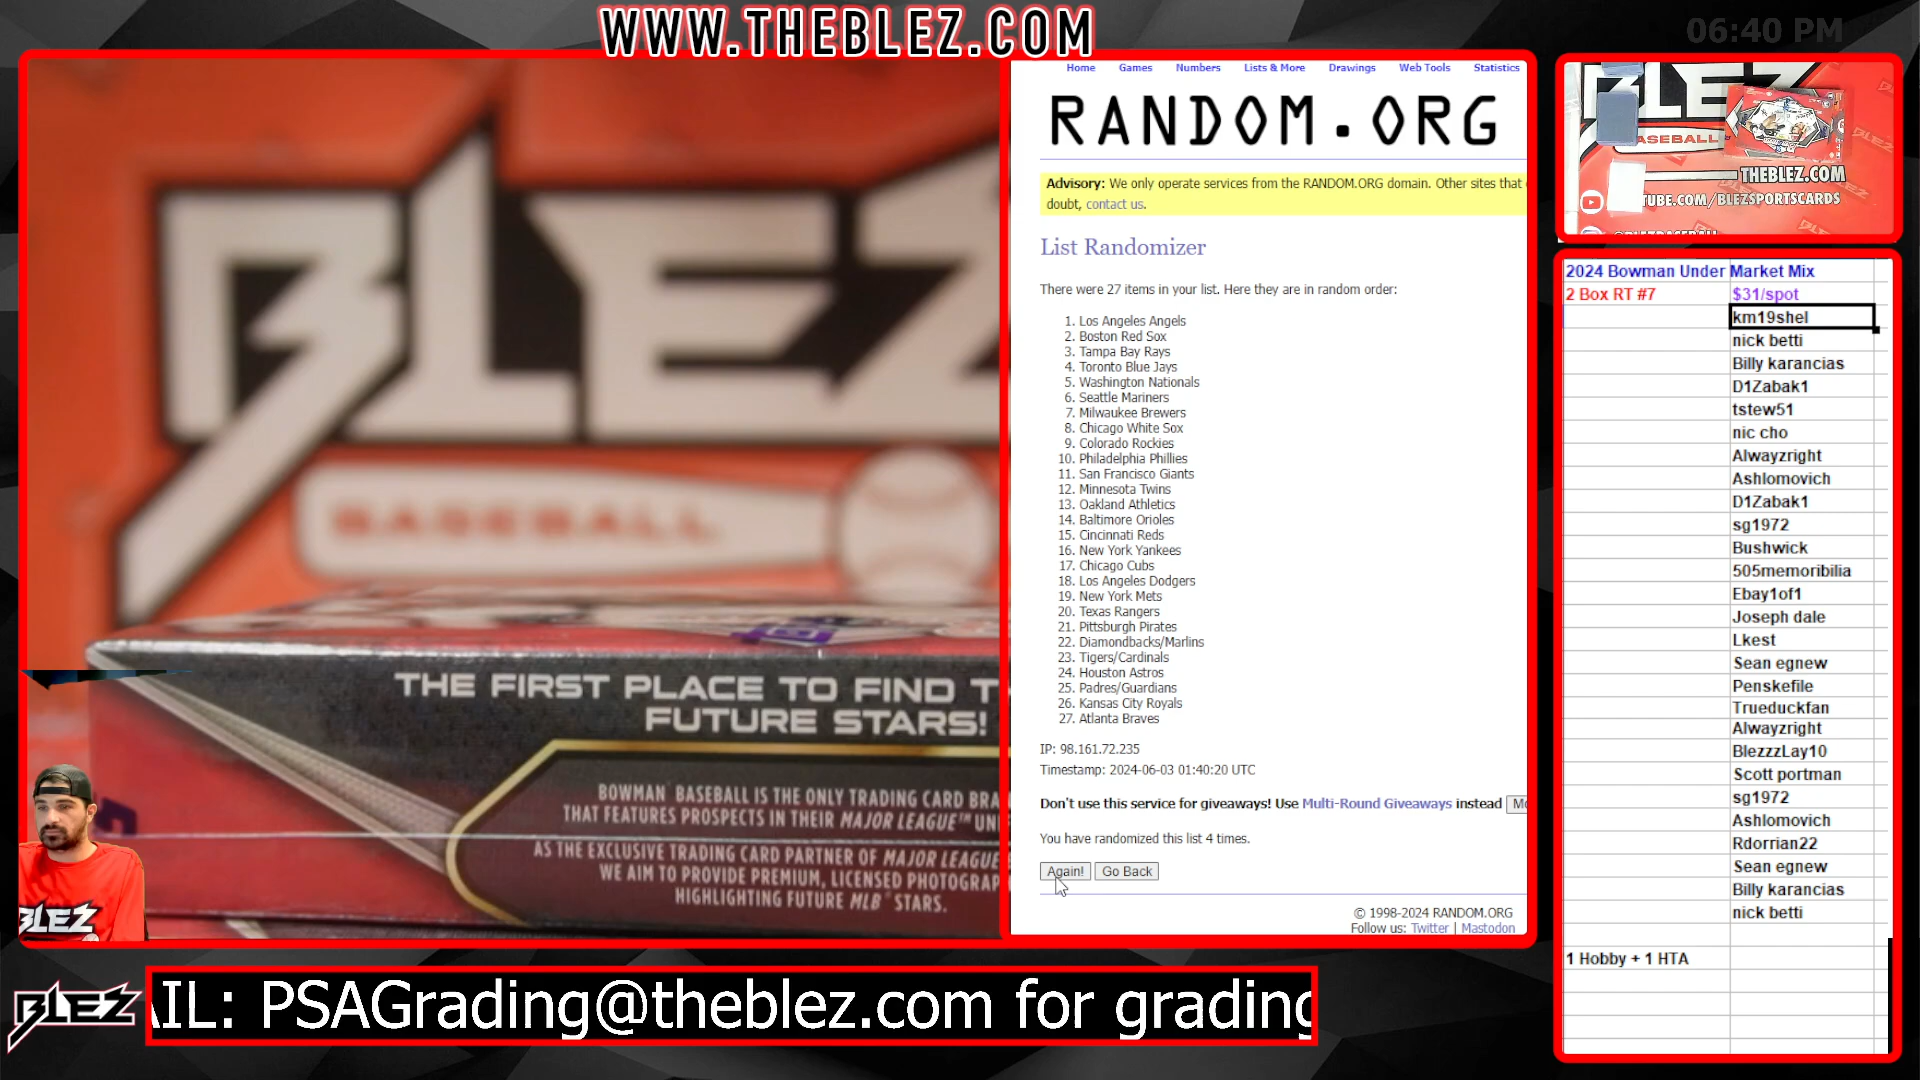 WWW.THEBLEZ.COM
06:40 PM
BLEZ
BASEBALL
THE FIRST PLACE TO FIND T
FUTURE STARS!
BOWMAN BASEBALL IS THE ONLY TRADING CARD BRA
THAT FEATURES PROSPECTS IN THEIR MAJOR LEAGUE™ UNI
AS THE EXCLUSIVE TRADING CARD PARTNER OF MAJOR LEAGUE
WE AIM TO PROVIDE PREMIUM, LICENSED PHOTOGRAP
HIGHLIGHTING FUTURE MLB STARS.
BLEZ
Home Games Numbers Lists & More Drawings Web Tools Statistics
RANDOM.ORG
Advisory: We only operate services from the RANDOM.ORG domain. Other sites that
doubt, contact us.
List Randomizer
There were 27 items in your list. Here they are in random order:
1. Los Angeles Angels
2. Boston Red Sox
3. Tampa Bay Rays
4. Toronto Blue Jays
5. Washington Nationals
6. Seattle Mariners
7. Milwaukee Brewers
8. Chicago White Sox
9. Colorado Rockies
10. Philadelphia Phillies
11. San Francisco Giants
12. Minnesota Twins
13. Oakland Athletics
14. Baltimore Orioles
15. Cincinnati Reds
16. New York Yankees
17. Chicago Cubs
18. Los Angeles Dodgers
19. New York Mets
20. Texas Rangers
21. Pittsburgh Pirates
22. Diamondbacks/Marlins
23. Tigers/Cardinals
24. Houston Astros
25. Padres/Guardians
26. Kansas City Royals
27. Atlanta Braves
IP: 98.161.72.235
Timestamp: 2024-06-03 01:40:20 UTC
Don't use this service for giveaways! Use Multi-Round Giveaways instead Mo
You have randomized this list 4 times.
Again! Go Back
© 1998-2024 RANDOM.ORG
Follow us: Twitter | Mastodon
BLEZ
ASEBALL
THEBLEZ.COM
TUBE.COM/BLEZSPORTSCARDS
2024 Bowman Under Market Mix
2 Box RT #7 $31/spot
km19shel
nick betti
Billy karancias
D1Zabak1
tstew51
nic cho
Alwayzright
Ashlomovich
D1Zabak1
sg1972
Bushwick
505memoribilia
Ebay1of1
Joseph dale
Lkest
Sean egnew
Penskefile
Trueduckfan
Alwayzright
BlezzzLay10
Scott portman
sg1972
Ashlomovich
Rdorrian22
Sean egnew
Billy karancias
nick betti
1 Hobby + 1 HTA
BLEZ
AIL: PSAGrading@theblez.com for grading